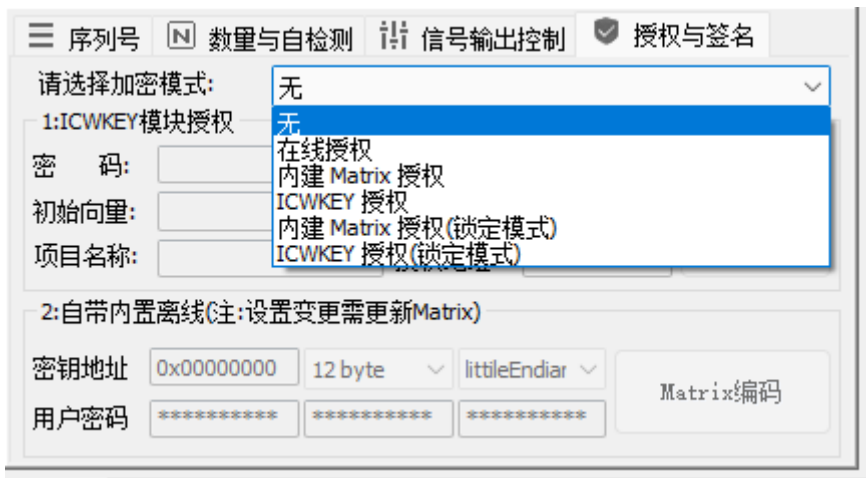 序列号 数量与自检测 信号输出控制 授权与签名
请选择加密模式: 无
1:ICWKEY模块授权
无
在线授权
内建 Matrix 授权
ICWKEY 授权
内建 Matrix 授权(锁定模式)
ICWKEY 授权(锁定模式)
密 码:
初始向量:
项目名称:
2:自带内置离线(注:设置变更需更新Matrix)
密钥地址 0x00000000 12 byte littileEndiar
Matrix编码
用户密码 ********** ********** **********